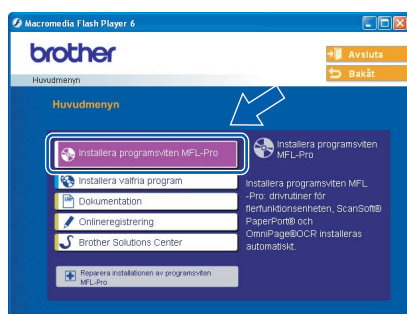 Macromedia Flash Player 6
brother
Avsluta
Huvudmenyn
Bakåt
Huvudmenyn
Installera programsviten MFL-Pro
Installera valfria program
Dokumentation
Onlineregistrering
Brother Solutions Center
Reparera installationen av programsviten
MFL-Pro
Installera programsviten
MFL-Pro
Installera programsviten MFL
-Pro: drivrutiner för
flerfunktionsenheten, ScanSoft®
PaperPort® och
OmniPage®OCR installeras
automatiskt.